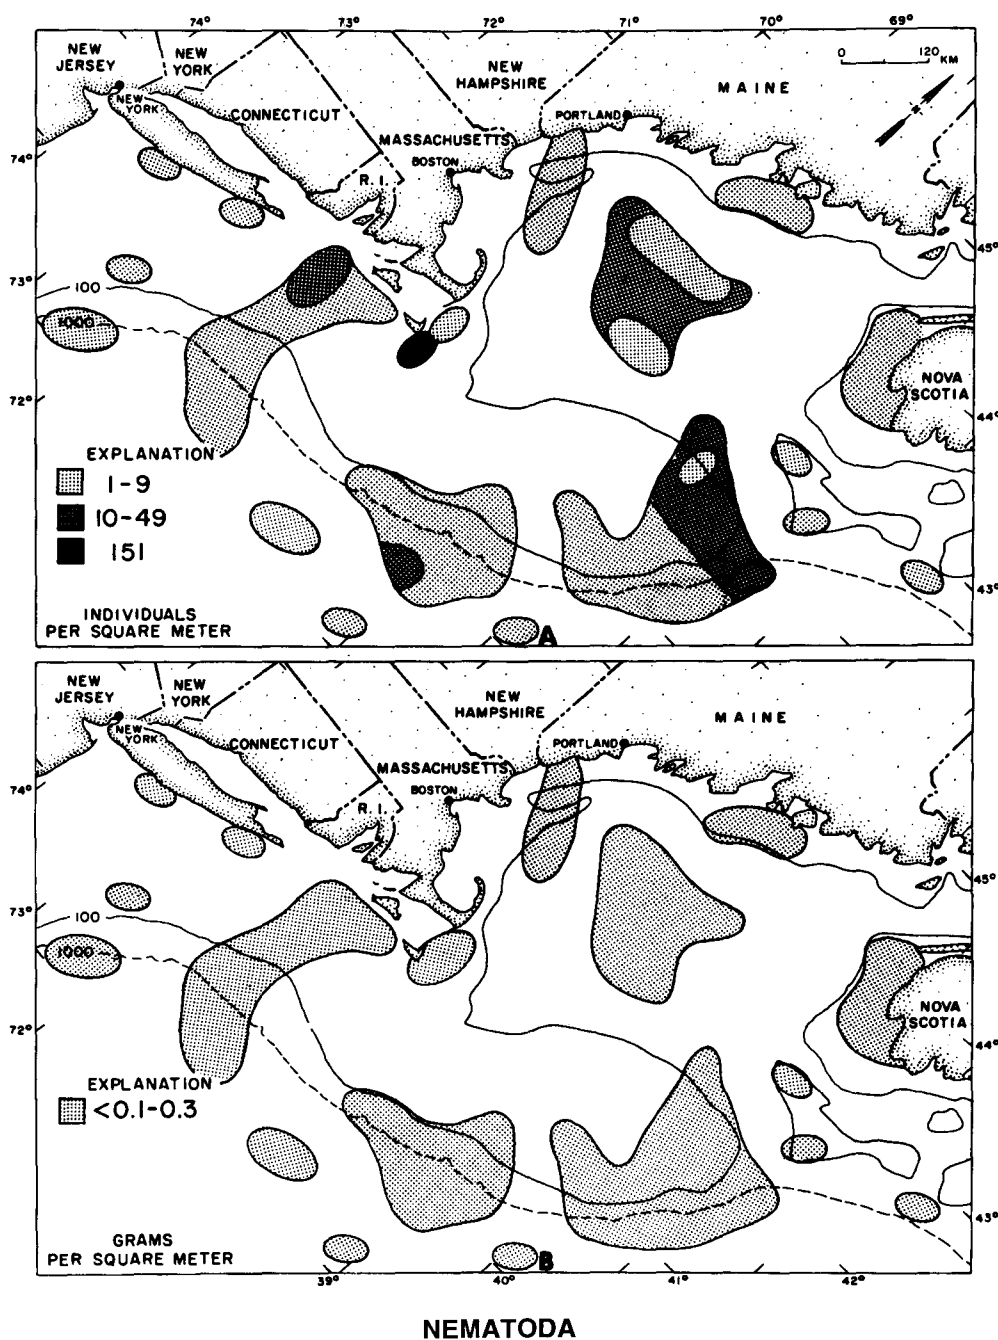 74° 73° 72° 71° 70° 69°
NEW
JERSEY
NEW
YORK
NEW
YORK
CONNECTICUT
NEW
HAMPSHIRE
MAINE
0 120
KM
PORTLAND
MASSACHUSETTS
BOSTON
R. I.
74°
73°
72°
45°
44°
43°
100
1000
NOVA
SCOTIA
EXPLANATION
1-9
10-49
151
INDIVIDUALS
PER SQUARE METER
A
NEW
JERSEY
NEW
YORK
NEW
YORK
CONNECTICUT
NEW
HAMPSHIRE
MAINE
PORTLAND
MASSACHUSETTS
BOSTON
R. I.
74°
73°
72°
45°
44°
43°
100
1000
NOVA
SCOTIA
EXPLANATION
<0.1-0.3
GRAMS
PER SQUARE METER
B
39° 40° 41° 42°
NEMATODA